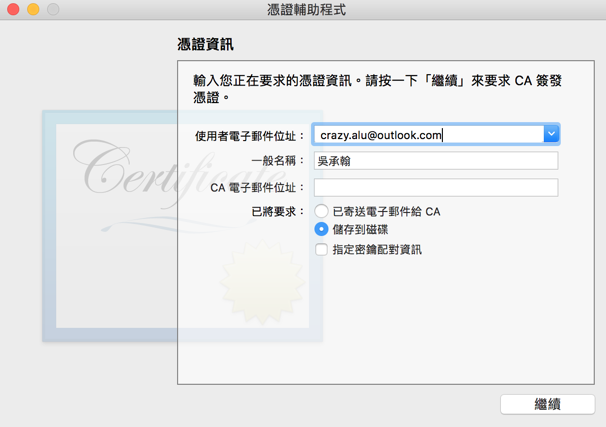 憑證輔助程式
憑證資訊
輸入您正在要求的憑證資訊。請按一下「繼續」來要求 CA 簽發
憑證。
使用者電子郵件位址： crazy.alu@outlook.com
一般名稱： 吳承翰
CA 電子郵件位址：
已將要求： 已寄送電子郵件給 CA
儲存到磁碟
指定密鑰配對資訊
Certificate
繼續